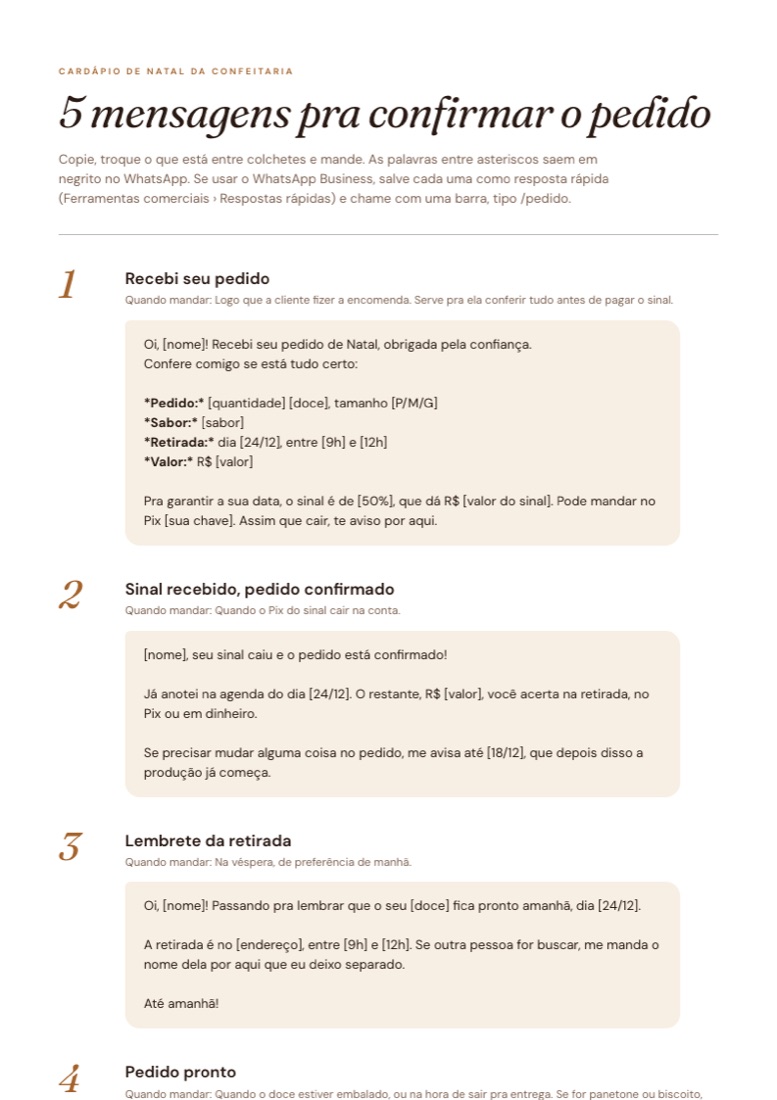 CARDÁPIO DE NATAL DA CONFEITARIA
5 mensagens pra confirmar o pedido
Copie, troque o que está entre colchetes e mande. As palavras entre asteriscos saem em
negrito no WhatsApp. Se usar o WhatsApp Business, salve cada uma como resposta rápida
(Ferramentas comerciais › Respostas rápidas) e chame com uma barra, tipo /pedido.
1
Recebi seu pedido
Quando mandar: Logo que a cliente fizer a encomenda. Serve pra ela conferir tudo antes de pagar o sinal.
Oi, [nome]! Recebi seu pedido de Natal, obrigada pela confiança.
Confere comigo se está tudo certo:
*Pedido:* [quantidade] [doce], tamanho [P/M/G]
*Sabor:* [sabor]
*Retirada:* dia [24/12], entre [9h] e [12h]
*Valor:* R$ [valor]
Pra garantir a sua data, o sinal é de [50%], que dá R$ [valor do sinal]. Pode mandar no
Pix [sua chave]. Assim que cair, te aviso por aqui.
2
Sinal recebido, pedido confirmado
Quando mandar: Quando o Pix do sinal cair na conta.
[nome], seu sinal caiu e o pedido está confirmado!
Já anotei na agenda do dia [24/12]. O restante, R$ [valor], você acerta na retirada, no
Pix ou em dinheiro.
Se precisar mudar alguma coisa no pedido, me avisa até [18/12], que depois disso a
produção já começa.
3
Lembrete da retirada
Quando mandar: Na véspera, de preferência de manhã.
Oi, [nome]! Passando pra lembrar que o seu [doce] fica pronto amanhã, dia [24/12].
A retirada é no [endereço], entre [9h] e [12h]. Se outra pessoa for buscar, me manda o
nome dela por aqui que eu deixo separado.
Até amanhã!
4
Pedido pronto
Quando mandar: Quando o doce estiver embalado, ou na hora de sair pra entrega. Se for panetone ou biscoito,